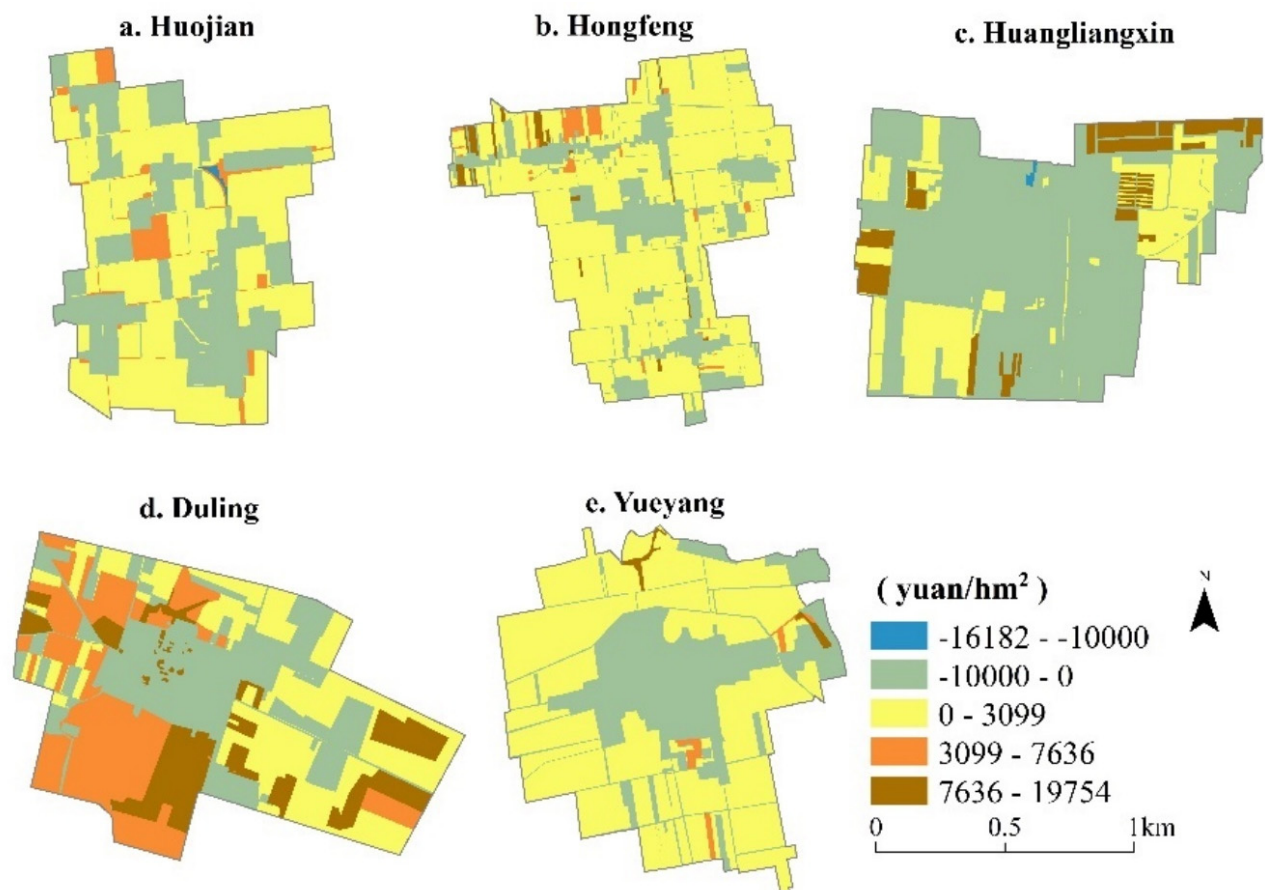 a. Huojian
b. Hongfeng
c. Huangliangxin
d. Duling
e. Yueyang
( yuan/hm²)
-16182 - -10000
-10000 - 0
0 - 3099
3099 - 7636
7636 - 19754
N
0 0.5 1km